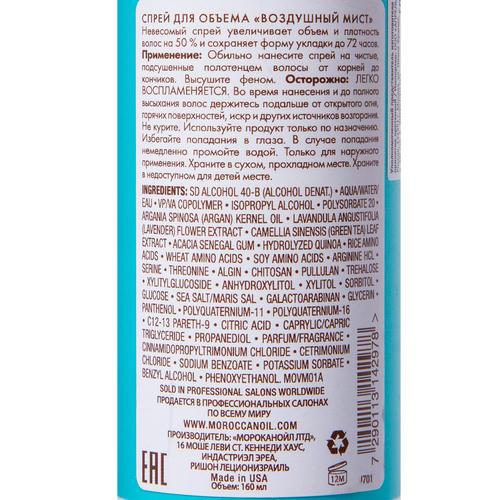 СПРЕЙ ДЛЯ ОБЪЕМА «ВОЗДУШНЫЙ МИСТ»
Невесомый спрей увеличивает объем и плотность
волос на 50 % и сохраняет форму укладки до 72 часов.
Применение: Обильно нанесите спрей на чистые,
подсушенные полотенцем волосы от корней до
кончиков. Высушите феном. Осторожно: ЛЕГКО
ВОСПЛАМЕНЯЕТСЯ. Во время нанесения и до полного
высыхания волос держитесь подальше от открытого огня,
горячих поверхностей, искр и других источников возгорания.
Не курите. Используйте продукт только по назначению.
Избегайте попадания в глаза. В случае попадания
немедленно промойте водой. Только для наружного
применения. Храните в сухом, прохладном месте. Храните
в недоступном для детей месте.
INGREDIENTS: SD ALCOHOL 40-B (ALCOHOL DENAT.) • AQUA/WATER/
EAU • VP/VA COPOLYMER • ISOPROPYL ALCOHOL • POLYSORBATE 20 •
ARGANIA SPINOSA (ARGAN) KERNEL OIL • LAVANDULA ANGUSTIFOLIA
(LAVENDER) FLOWER EXTRACT • CAMELLIA SINENSIS (GREEN TEA) LEAF
EXTRACT • ACACIA SENEGAL GUM • HYDROLYZED QUINOA • RICE AMINO
ACIDS • WHEAT AMINO ACIDS • SOY AMINO ACIDS • ARGININE HCL •
SERINE • THREONINE • ALGIN • CHITOSAN • PULLULAN • TREHALOSE
• XYLITYLGLUCOSIDE • ANHYDROXYLITOL • XYLITOL • SORBITOL •
GLUCOSE • SEA SALT/MARIS SAL • GALACTOARABINAN • GLYCERIN •
PANTHENOL • POLYQUATERNIUM-11 • POLYQUATERNIUM-16
• C12-13 PARETH-9 • CITRIC ACID • CAPRYLIC/CAPRIC
TRIGLYCERIDE • PROPANEDIOL • PARFUM/FRAGRANCE •
CINNAMIDOPROPYLTRIMONIUM CHLORIDE • CETRIMONIUM
CHLORIDE • SODIUM BENZOATE • POTASSIUM SORBATE •
BENZYL ALCOHOL • PHENOXYETHANOL. MOVM01A
SOLD IN PROFESSIONAL SALONS WORLDWIDE
ПРОДАЕТСЯ В ПРОФЕССИОНАЛЬНЫХ САЛОНАХ
ПО ВСЕМУ МИРУ
WWW.MOROCCANOIL.COM
ПРОИЗВОДИТЕЛЬ: «МОРОКАНОЙЛ ЛТД»,
16 МОШЕ ЛЕВИ СТ. КЕННЕДИ ХАУС,
ИНДАСТРИЭЛ ЭРЕА,
РИШОН ЛЕЦИОНИЗРАИЛЬ
Made in USA
Объем: 160 мл
EAC
12M
7 290113 142978 >